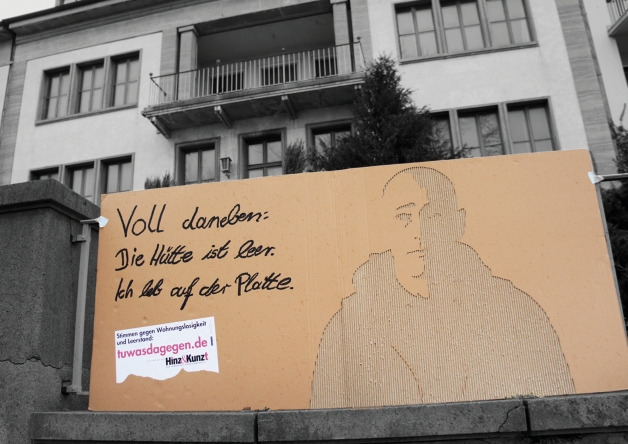 Voll daneben:
Die Hütte ist leer.
Ich leb auf der Platte.
Stimmen gegen Wohnungslosigkeit
und Leerstand:
tuwasdagegen.de |
Hinz&Kunzt